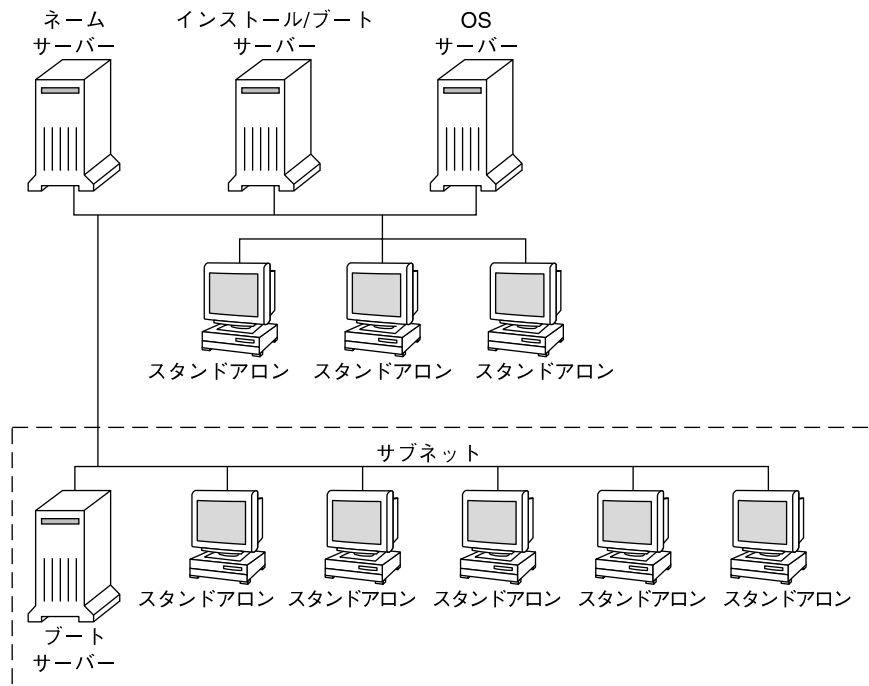 ネーム
サーバー
インストール/ブート
サーバー
OS
サーバー
スタンドアロン
スタンドアロン
スタンドアロン
サブネット
スタンドアロン
スタンドアロン
スタンドアロン
スタンドアロン
スタンドアロン
ブート
サーバー